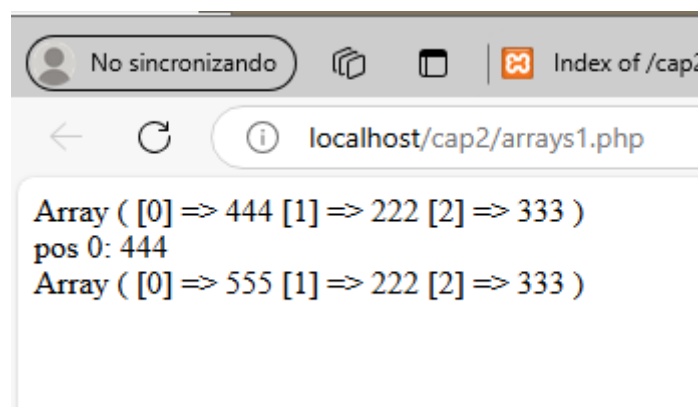 No sincronizando
Index of /cap2
localhost/cap2/arrays1.php
Array ( [0] => 444 [1] => 222 [2] => 333 )
pos 0: 444
Array ( [0] => 555 [1] => 222 [2] => 333 )